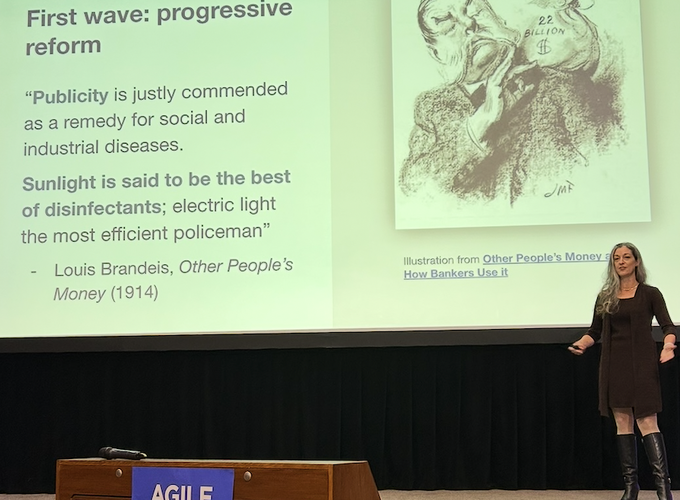 First wave: progressive
reform
“Publicity is justly commended
as a remedy for social and
industrial diseases.
Sunlight is said to be the best
of disinfectants; electric light
the most efficient policeman”
- Louis Brandeis, Other People’s
Money (1914)
22
BILLION
$
JMF
Illustration from Other People’s Money
How Bankers Use it
AGILE